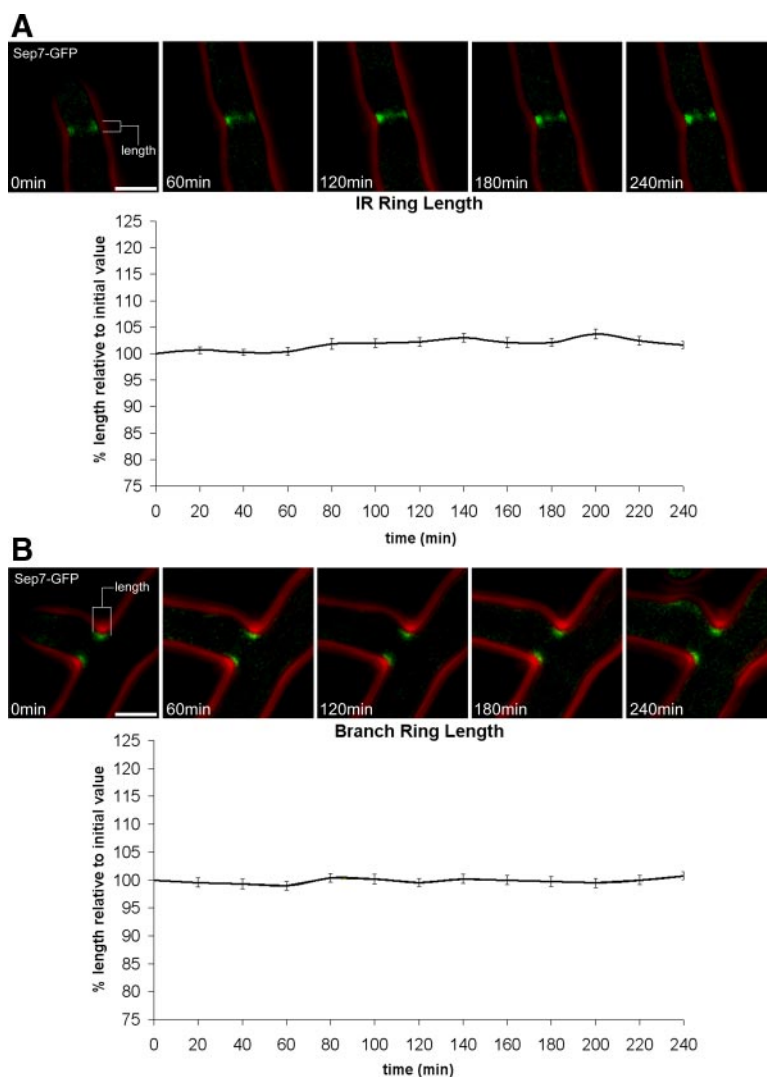 A
Sep7-GFP
length
0min
60min
120min
180min
240min
IR Ring Length
% length relative to initial value
125
120
115
110
105
100
95
90
85
80
75
0 20 40 60 80 100 120 140 160 180 200 220 240
time (min)
B
Sep7-GFP
length
0min
60min
120min
180min
240min
Branch Ring Length
% length relative to initial value
125
120
115
110
105
100
95
90
85
80
75
0 20 40 60 80 100 120 140 160 180 200 220 240
time (min)